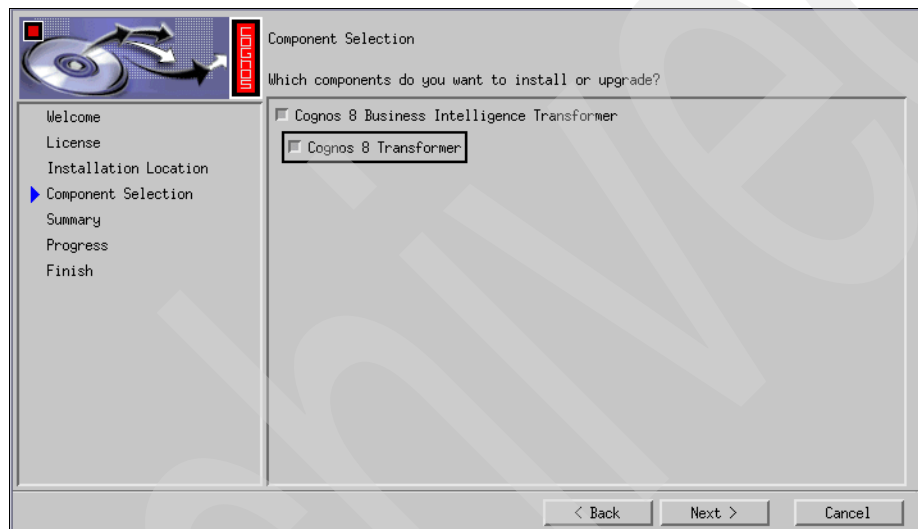 COGNOS
Component Selection
Which components do you want to install or upgrade?
Welcome
License
Installation Location
Component Selection
Summary
Progress
Finish
Cognos 8 Business Intelligence Transformer
Cognos 8 Transformer
< Back
Next >
Cancel